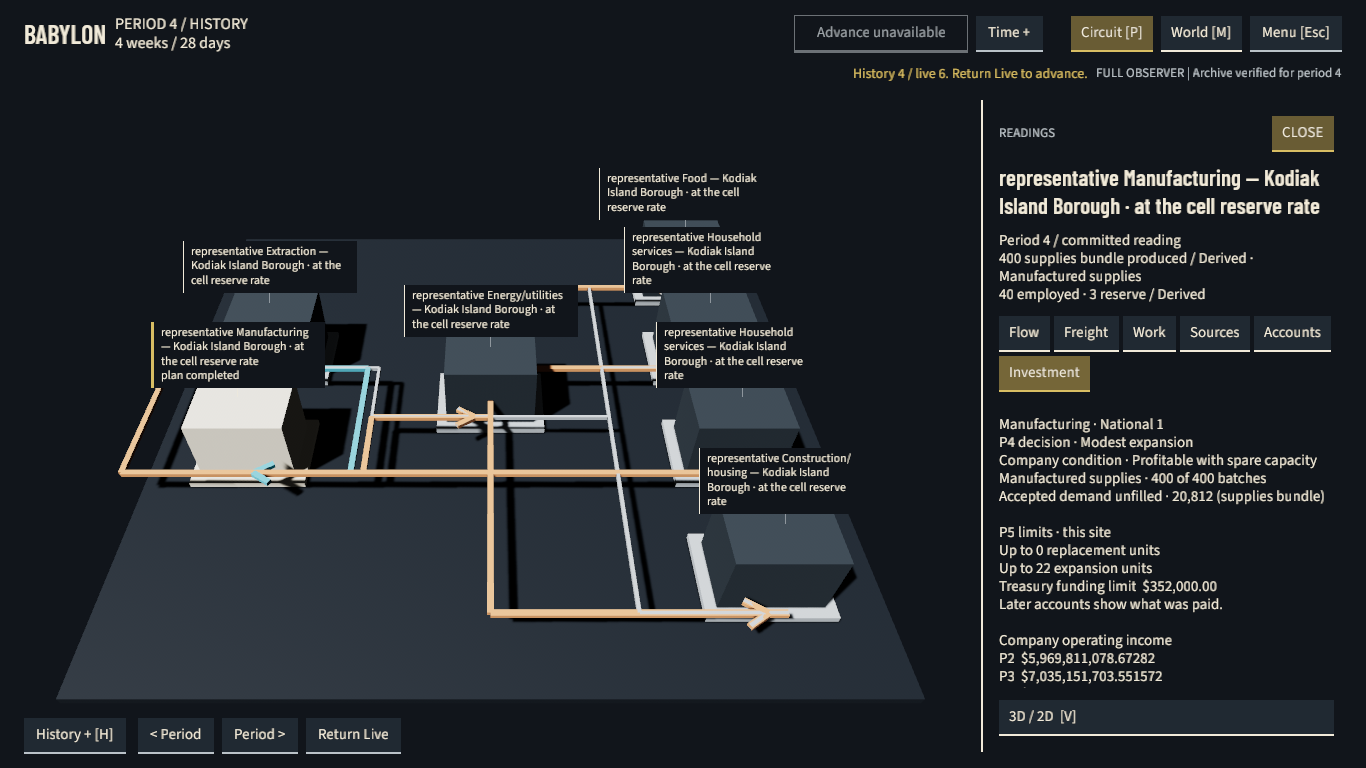 BABYLON
PERIOD 4 / HISTORY
4 weeks / 28 days
Advance unavailable
Time +
Circuit [P]
World [M]
Menu [Esc]
History 4 / live 6. Return Live to advance.
FULL OBSERVER | Archive verified for period 4
representative Food — Kodiak
Island Borough · at the cell
reserve rate
representative Household
services — Kodiak Island
Borough · at the cell reserve
rate
representative Extraction —
Kodiak Island Borough · at the
cell reserve rate
representative Energy/utilities
— Kodiak Island Borough · at
the cell reserve rate
representative Manufacturing
— Kodiak Island Borough · at
the cell reserve rate
plan completed
representative Household
services — Kodiak Island
Borough · at the cell reserve
rate
representative Construction/
housing — Kodiak Island
Borough · at the cell reserve
rate
READINGS
CLOSE
representative Manufacturing — Kodiak
Island Borough · at the cell reserve rate
Period 4 / committed reading
400 supplies bundle produced / Derived ·
Manufactured supplies
40 employed · 3 reserve / Derived
Flow
Freight
Work
Sources
Accounts
Investment
Manufacturing · National 1
P4 decision · Modest expansion
Company condition · Profitable with spare capacity
Manufactured supplies · 400 of 400 batches
Accepted demand unfilled · 20,812 (supplies bundle)
P5 limits · this site
Up to 0 replacement units
Up to 22 expansion units
Treasury funding limit $352,000.00
Later accounts show what was paid.
Company operating income
P2 $5,969,811,078.67282
P3 $7,035,151,703.551572
3D / 2D [V]
History + [H]
< Period
Period >
Return Live